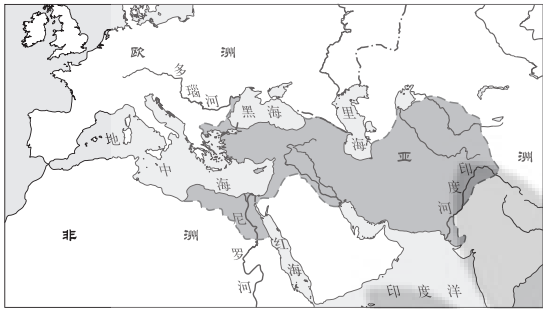 欧 洲
多瑙河
黑 海
里海
地中海
亚 洲
印度河
尼罗河
红海
非 洲
印 度 洋